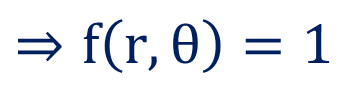 ⇒ f(r, θ) = 1